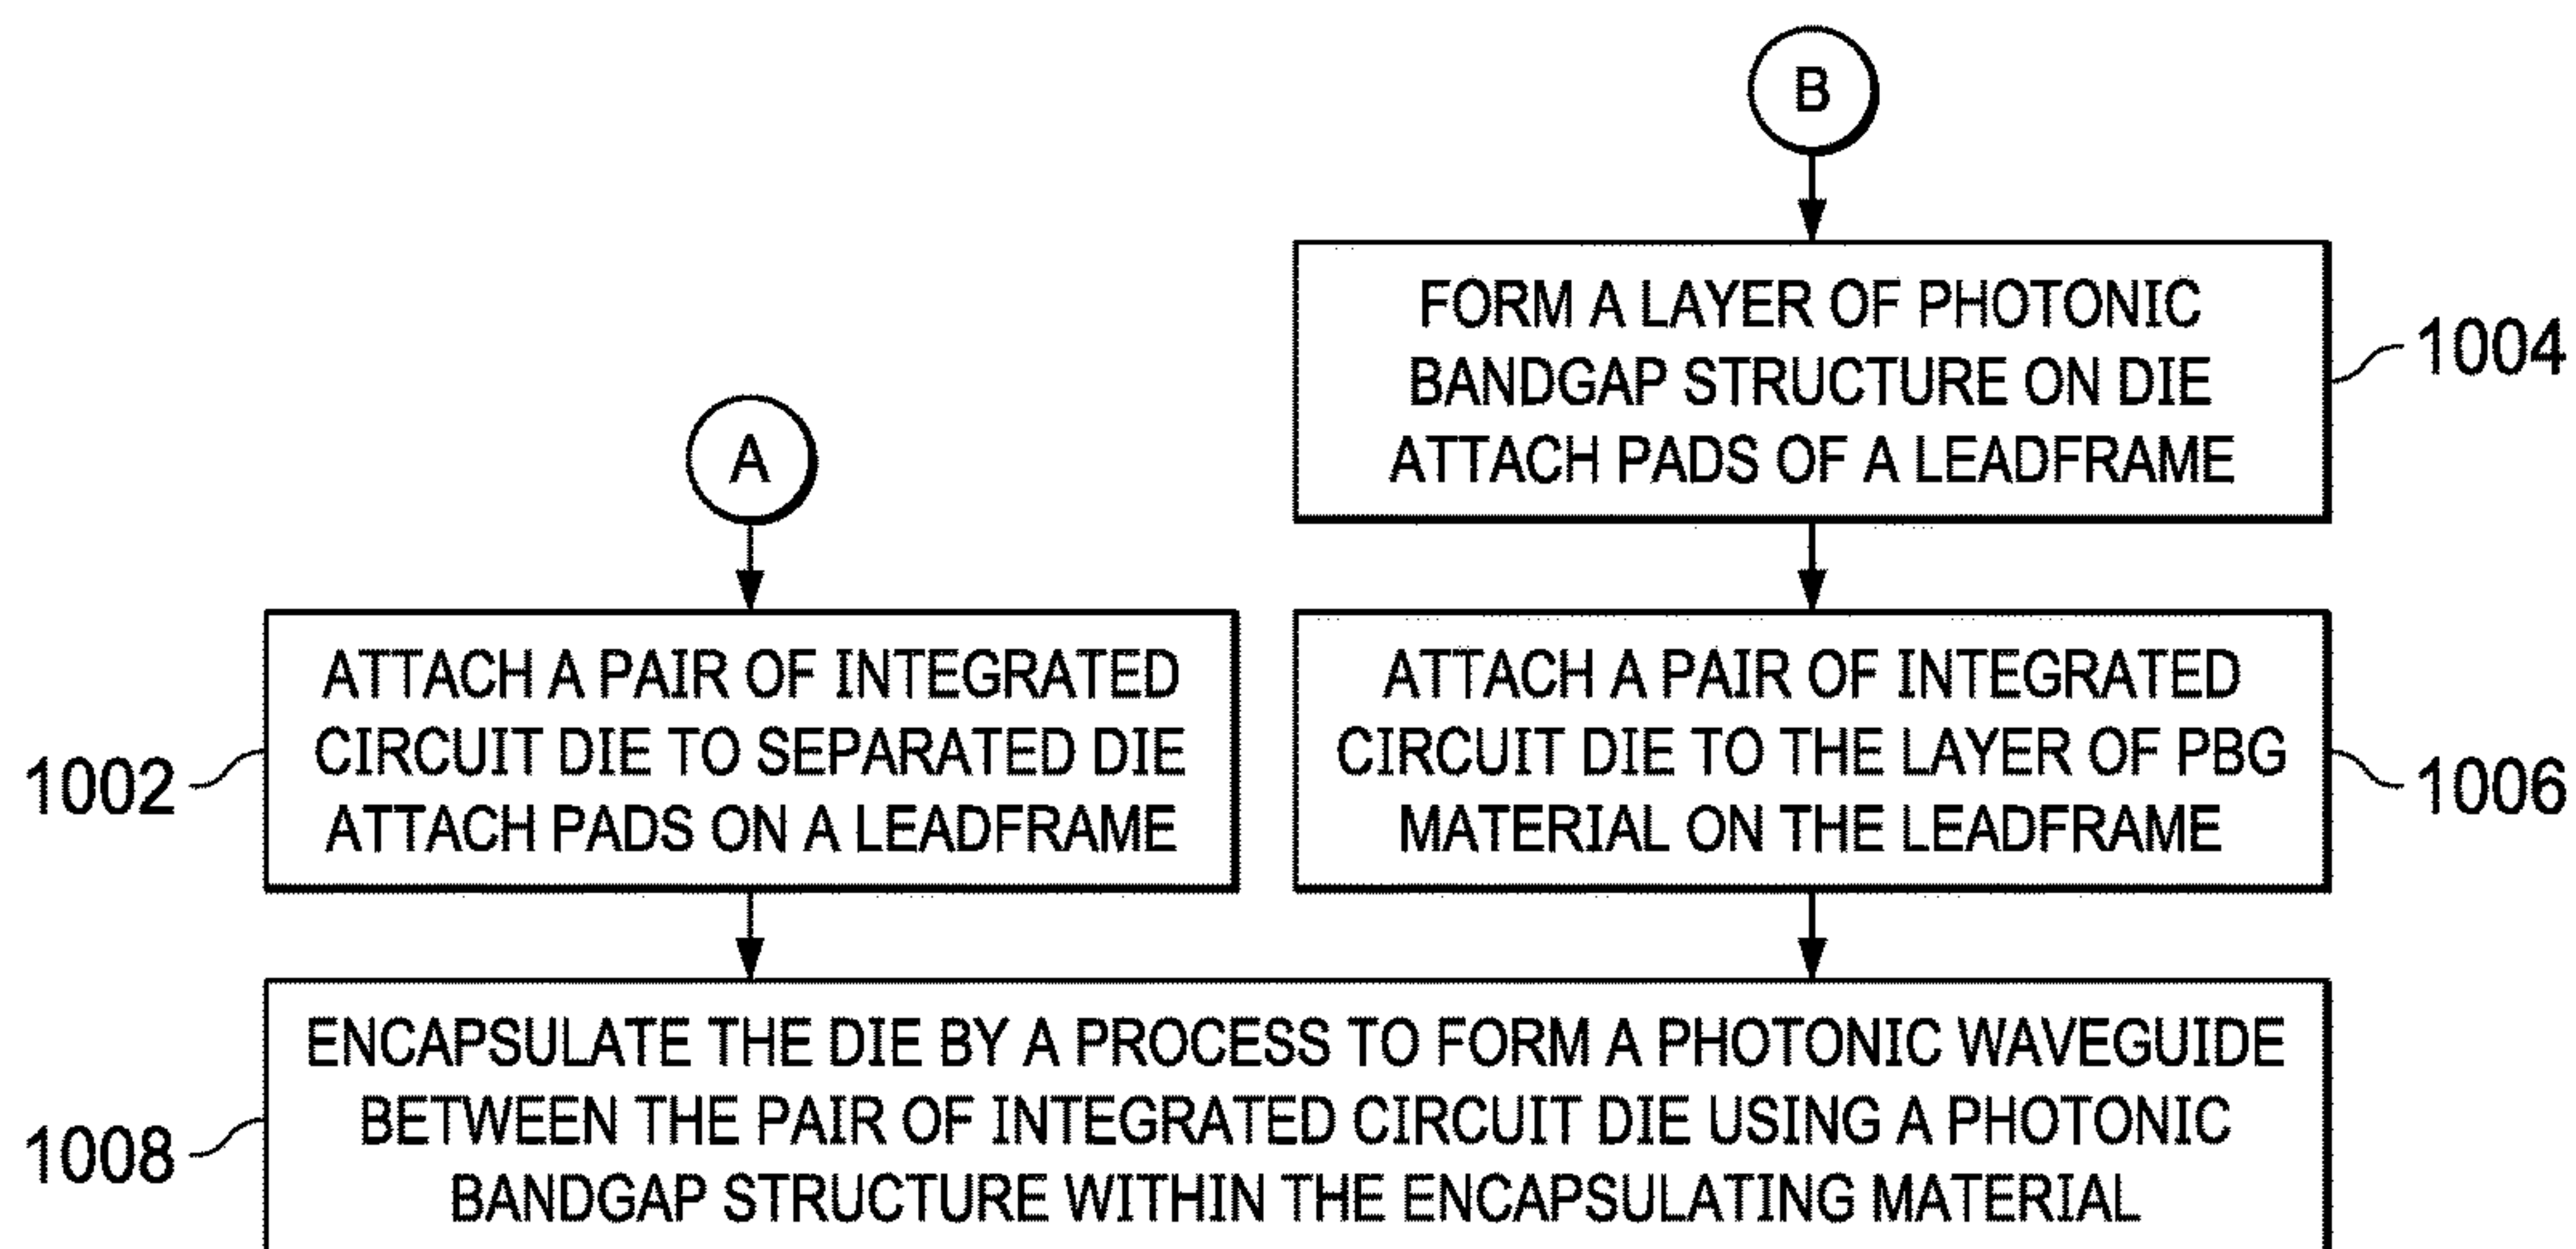 B
FORM A LAYER OF PHOTONIC
BANDGAP STRUCTURE ON DIE
ATTACH PADS OF A LEADFRAME
1004
A
ATTACH A PAIR OF INTEGRATED
CIRCUIT DIE TO SEPARATED DIE
ATTACH PADS ON A LEADFRAME
1002
ATTACH A PAIR OF INTEGRATED
CIRCUIT DIE TO THE LAYER OF PBG
MATERIAL ON THE LEADFRAME
1006
ENCAPSULATE THE DIE BY A PROCESS TO FORM A PHOTONIC WAVEGUIDE
BETWEEN THE PAIR OF INTEGRATED CIRCUIT DIE USING A PHOTONIC
BANDGAP STRUCTURE WITHIN THE ENCAPSULATING MATERIAL
1008